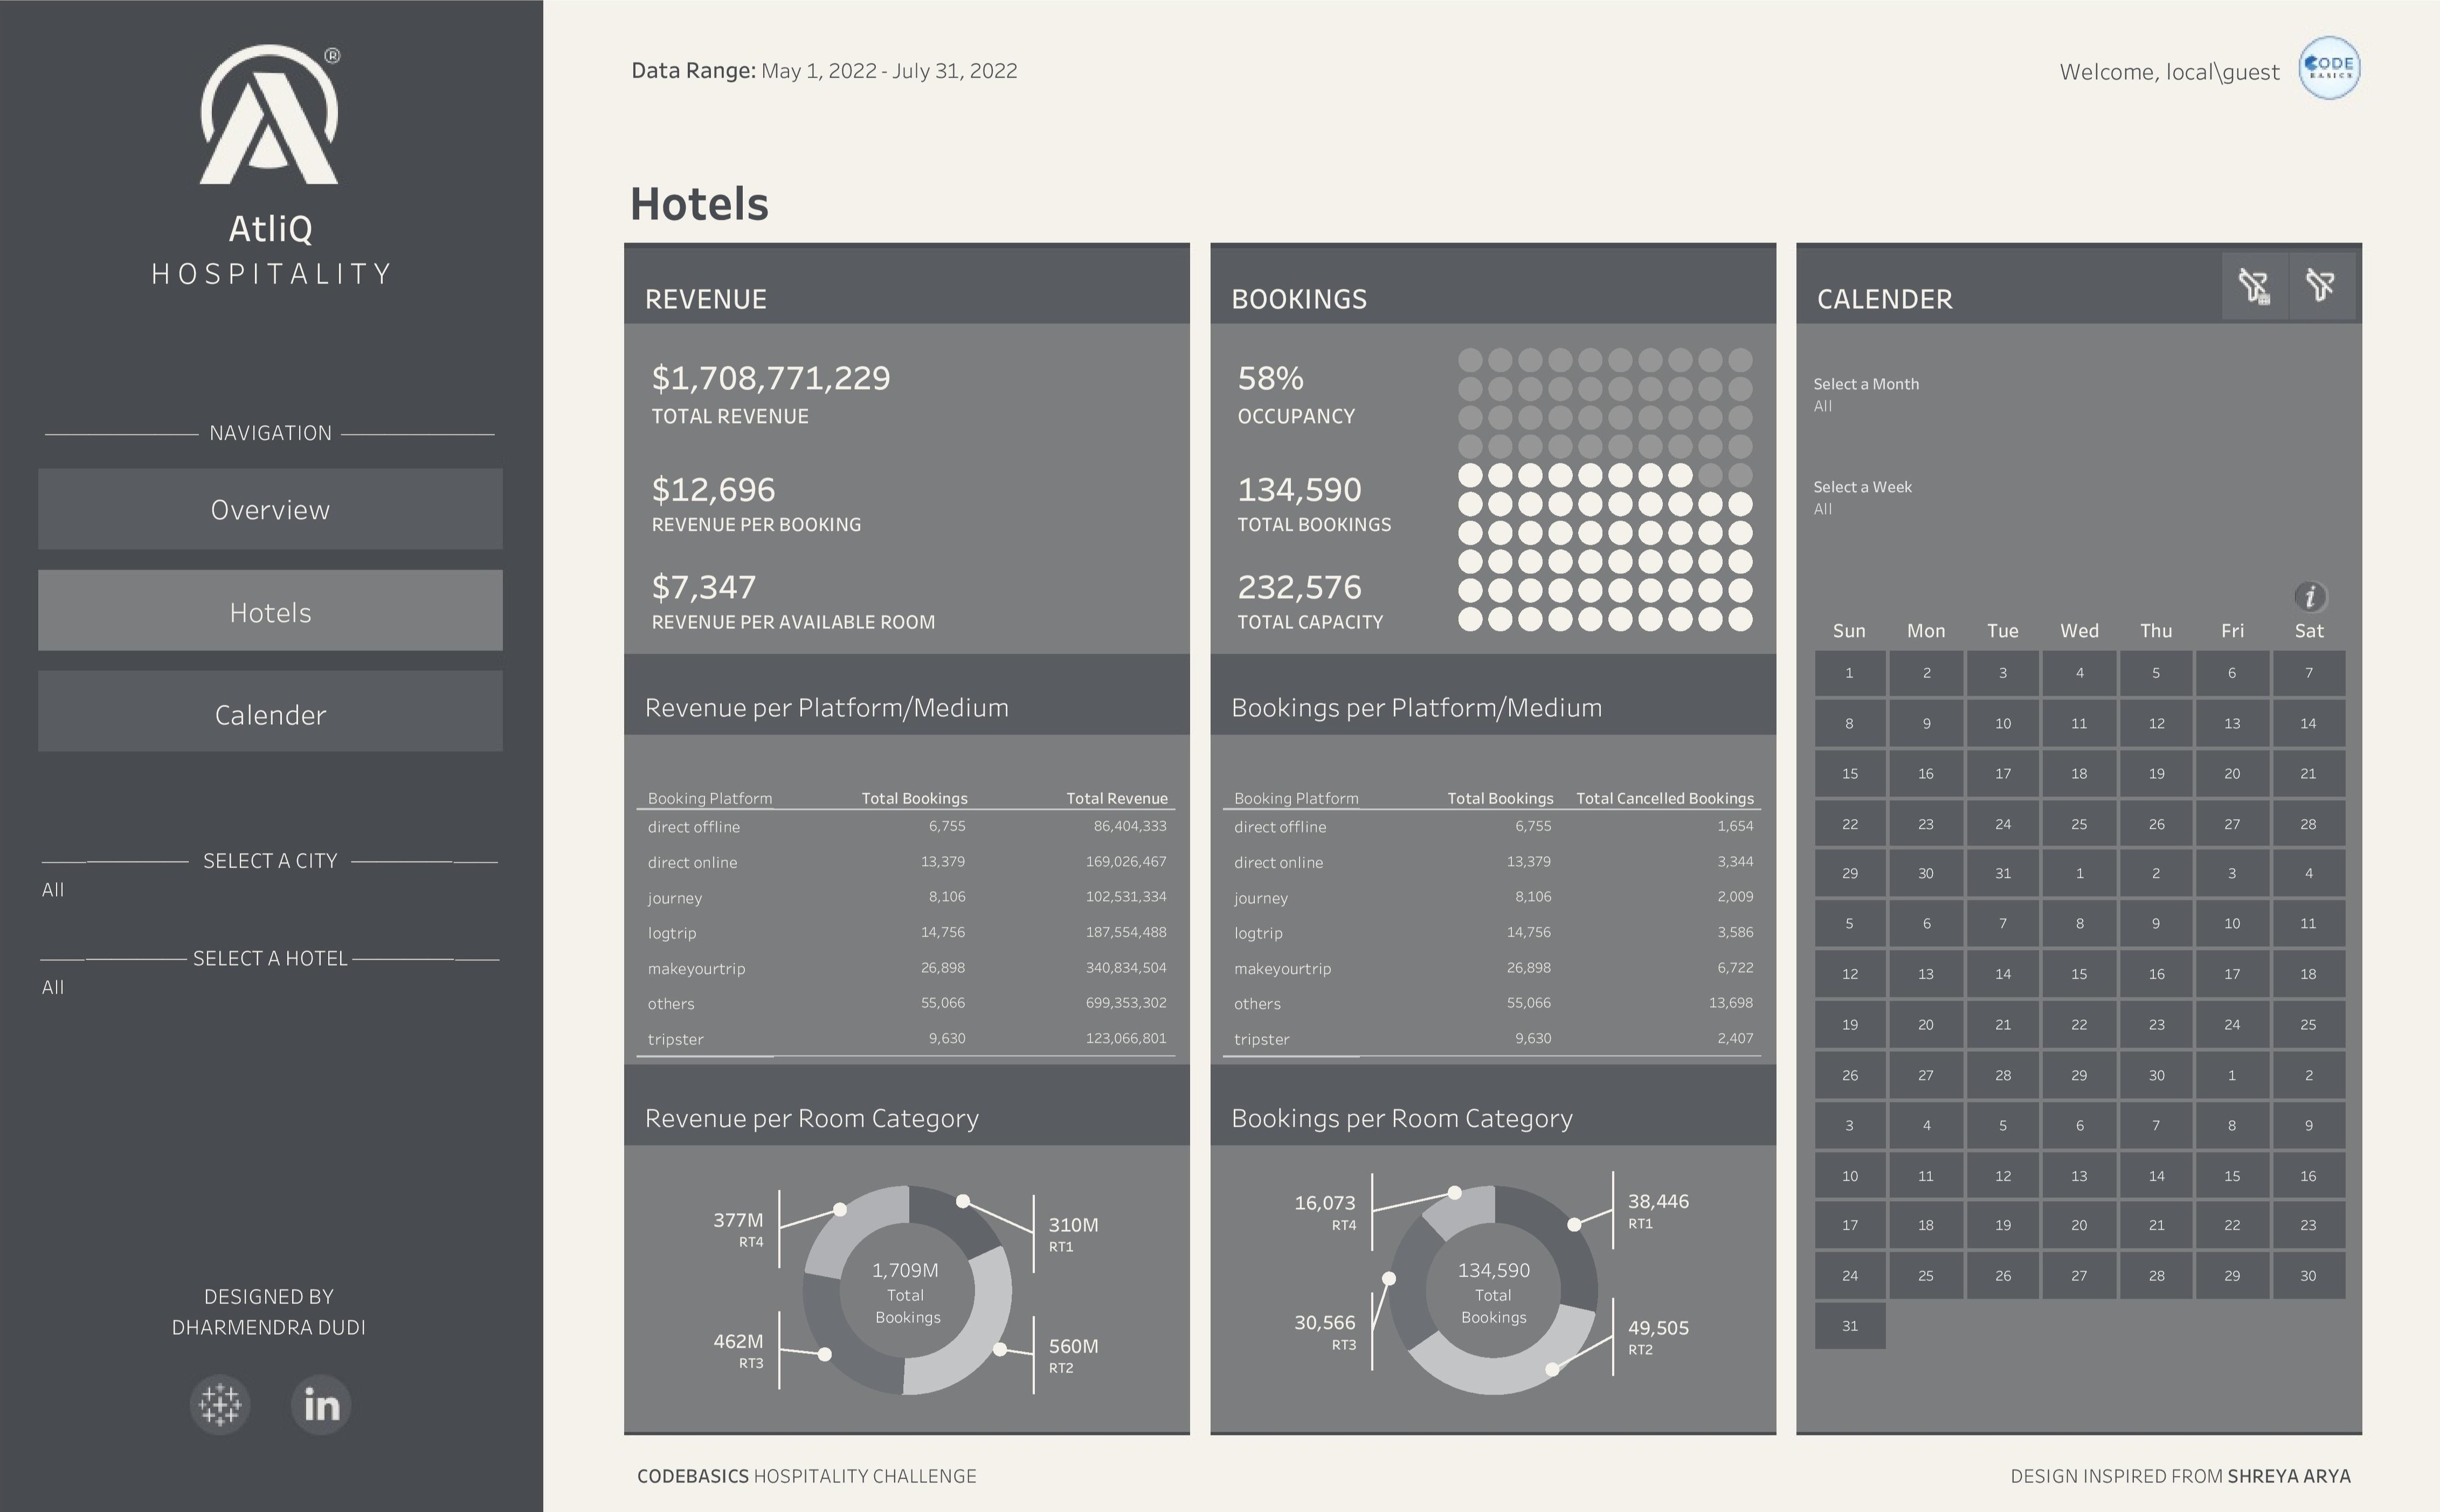 ®
AtliQ
HOSPITALITY
NAVIGATION
Overview
Hotels
Calender
SELECT A CITY
All
SELECT A HOTEL
All
DESIGNED BY
DHARMENDRA DUDI
in
Data Range: May 1, 2022 - July 31, 2022
Welcome, local\guest
CODE
BASICS
Hotels
REVENUE
$1,708,771,229
TOTAL REVENUE
$12,696
REVENUE PER BOOKING
$7,347
REVENUE PER AVAILABLE ROOM
Revenue per Platform/Medium
Booking Platform Total Bookings Total Revenue
direct offline 6,755 86,404,333
direct online 13,379 169,026,467
journey 8,106 102,531,334
logtrip 14,756 187,554,488
makeyourtrip 26,898 340,834,504
others 55,066 699,353,302
tripster 9,630 123,066,801
Revenue per Room Category
377M
RT4
310M
RT1
1,709M
Total
Bookings
462M
RT3
560M
RT2
BOOKINGS
58%
OCCUPANCY
134,590
TOTAL BOOKINGS
232,576
TOTAL CAPACITY
Bookings per Platform/Medium
Booking Platform Total Bookings Total Cancelled Bookings
direct offline 6,755 1,654
direct online 13,379 3,344
journey 8,106 2,009
logtrip 14,756 3,586
makeyourtrip 26,898 6,722
others 55,066 13,698
tripster 9,630 2,407
Bookings per Room Category
16,073
RT4
38,446
RT1
134,590
Total
Bookings
30,566
RT3
49,505
RT2
CALENDER
Select a Month
All
Select a Week
All
i
Sun Mon Tue Wed Thu Fri Sat
1 2 3 4 5 6 7
8 9 10 11 12 13 14
15 16 17 18 19 20 21
22 23 24 25 26 27 28
29 30 31 1 2 3 4
5 6 7 8 9 10 11
12 13 14 15 16 17 18
19 20 21 22 23 24 25
26 27 28 29 30 1 2
3 4 5 6 7 8 9
10 11 12 13 14 15 16
17 18 19 20 21 22 23
24 25 26 27 28 29 30
31
CODEBASICS HOSPITALITY CHALLENGE
DESIGN INSPIRED FROM SHREYA ARYA